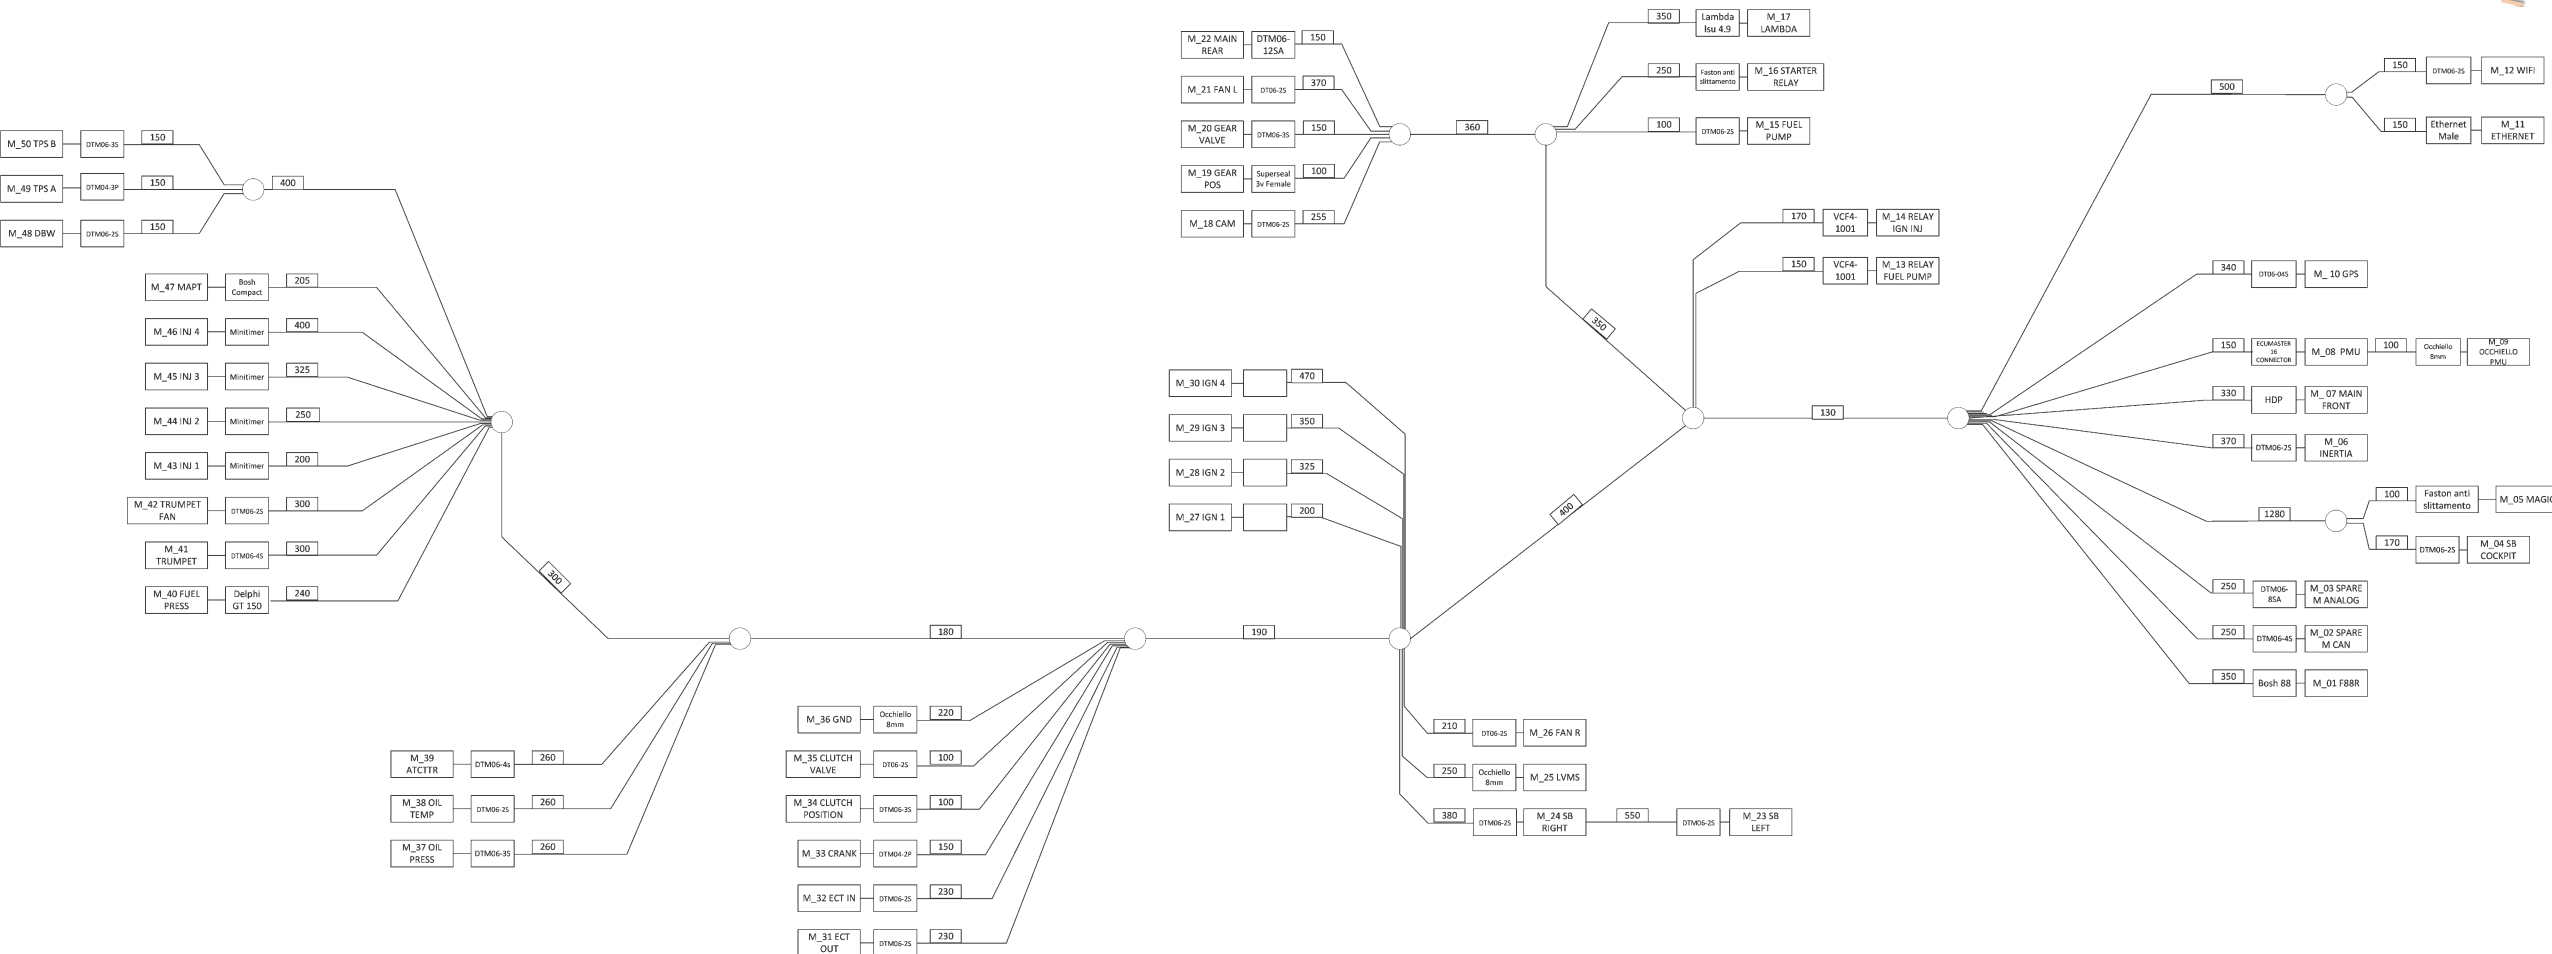 M_50 TPS B
DTM06-3S
150
M_49 TPS A
DTM04-3P
150
400
M_48 DBW
DTM06-2S
150
M_47 MAPT
Bosh
Compact
205
M_46 INJ 4
Minitimer
400
M_45 INJ 3
Minitimer
325
M_44 INJ 2
Minitimer
250
M_43 INJ 1
Minitimer
200
M_42 TRUMPET
FAN
DTM06-2S
300
M_41
TRUMPET
DTM06-4S
300
M_40 FUEL
PRESS
Delphi
GT 150
240
300
M_39
ATCTTR
DTM06-4s
260
M_38 OIL
TEMP
DTM06-2S
260
M_37 OIL
PRESS
DTM06-3S
260
180
M_36 GND
Occhiello
8mm
220
M_35 CLUTCH
VALVE
DT06-2S
100
M_34 CLUTCH
POSITION
DTM06-3S
100
M_33 CRANK
DTM04-2P
150
M_32 ECT IN
DTM06-2S
230
M_31 ECT
OUT
DTM06-2S
230
190
M_22 MAIN
REAR
DTM06-
12SA
150
M_21 FAN L
DT06-2S
370
M_20 GEAR
VALVE
DTM06-3S
150
M_19 GEAR
POS
Superseal
3v Female
100
M_18 CAM
DTM06-2S
255
360
350
Lambda
lsu 4.9
M_17
LAMBDA
250
Faston anti
slittamento
M_16 STARTER
RELAY
100
DTM06-2S
M_15 FUEL
PUMP
170
VCF4-
1001
M_14 RELAY
IGN INJ
150
VCF4-
1001
M_13 RELAY
FUEL PUMP
350
M_30 IGN 4
470
M_29 IGN 3
350
M_28 IGN 2
325
M_27 IGN 1
200
400
130
210
DT06-2S
M_26 FAN R
250
Occhiello
8mm
M_25 LVMS
380
DTM06-2S
M_24 SB
RIGHT
550
DTM06-2S
M_23 SB
LEFT
500
150
DTM06-2S
M_12 WIFI
150
Ethernet
Male
M_11
ETHERNET
340
DT06-04S
M_ 10 GPS
150
ECUMASTER
16
CONNECTOR
M_08 PMU
100
Occhiello
8mm
M_09
OCCHIELLO
PMU
330
HDP
M_ 07 MAIN
FRONT
370
DTM06-2S
M_06
INERTIA
1280
100
Faston anti
slittamento
M_05 MAGIC
170
DTM06-2S
M_04 SB
COCKPIT
250
DTM06-
8SA
M_03 SPARE
M ANALOG
250
DTM06-4S
M_02 SPARE
M CAN
350
Bosh 88
M_01 F88R